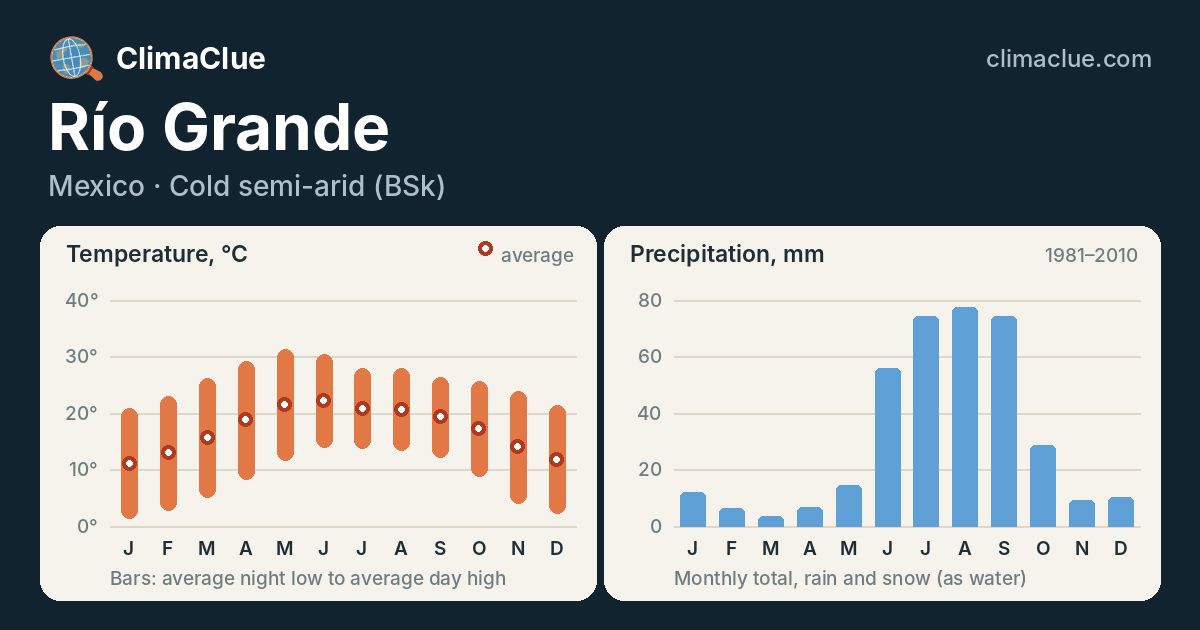 ClimaClue
climaclue.com
Río Grande
Mexico · Cold semi-arid (BSk)
Temperature, °C
average
40°
30°
20°
10°
0°
J F M A M J J A S O N D
Bars: average night low to average day high
Precipitation, mm
1981–2010
80
60
40
20
0
J F M A M J J A S O N D
Monthly total, rain and snow (as water)